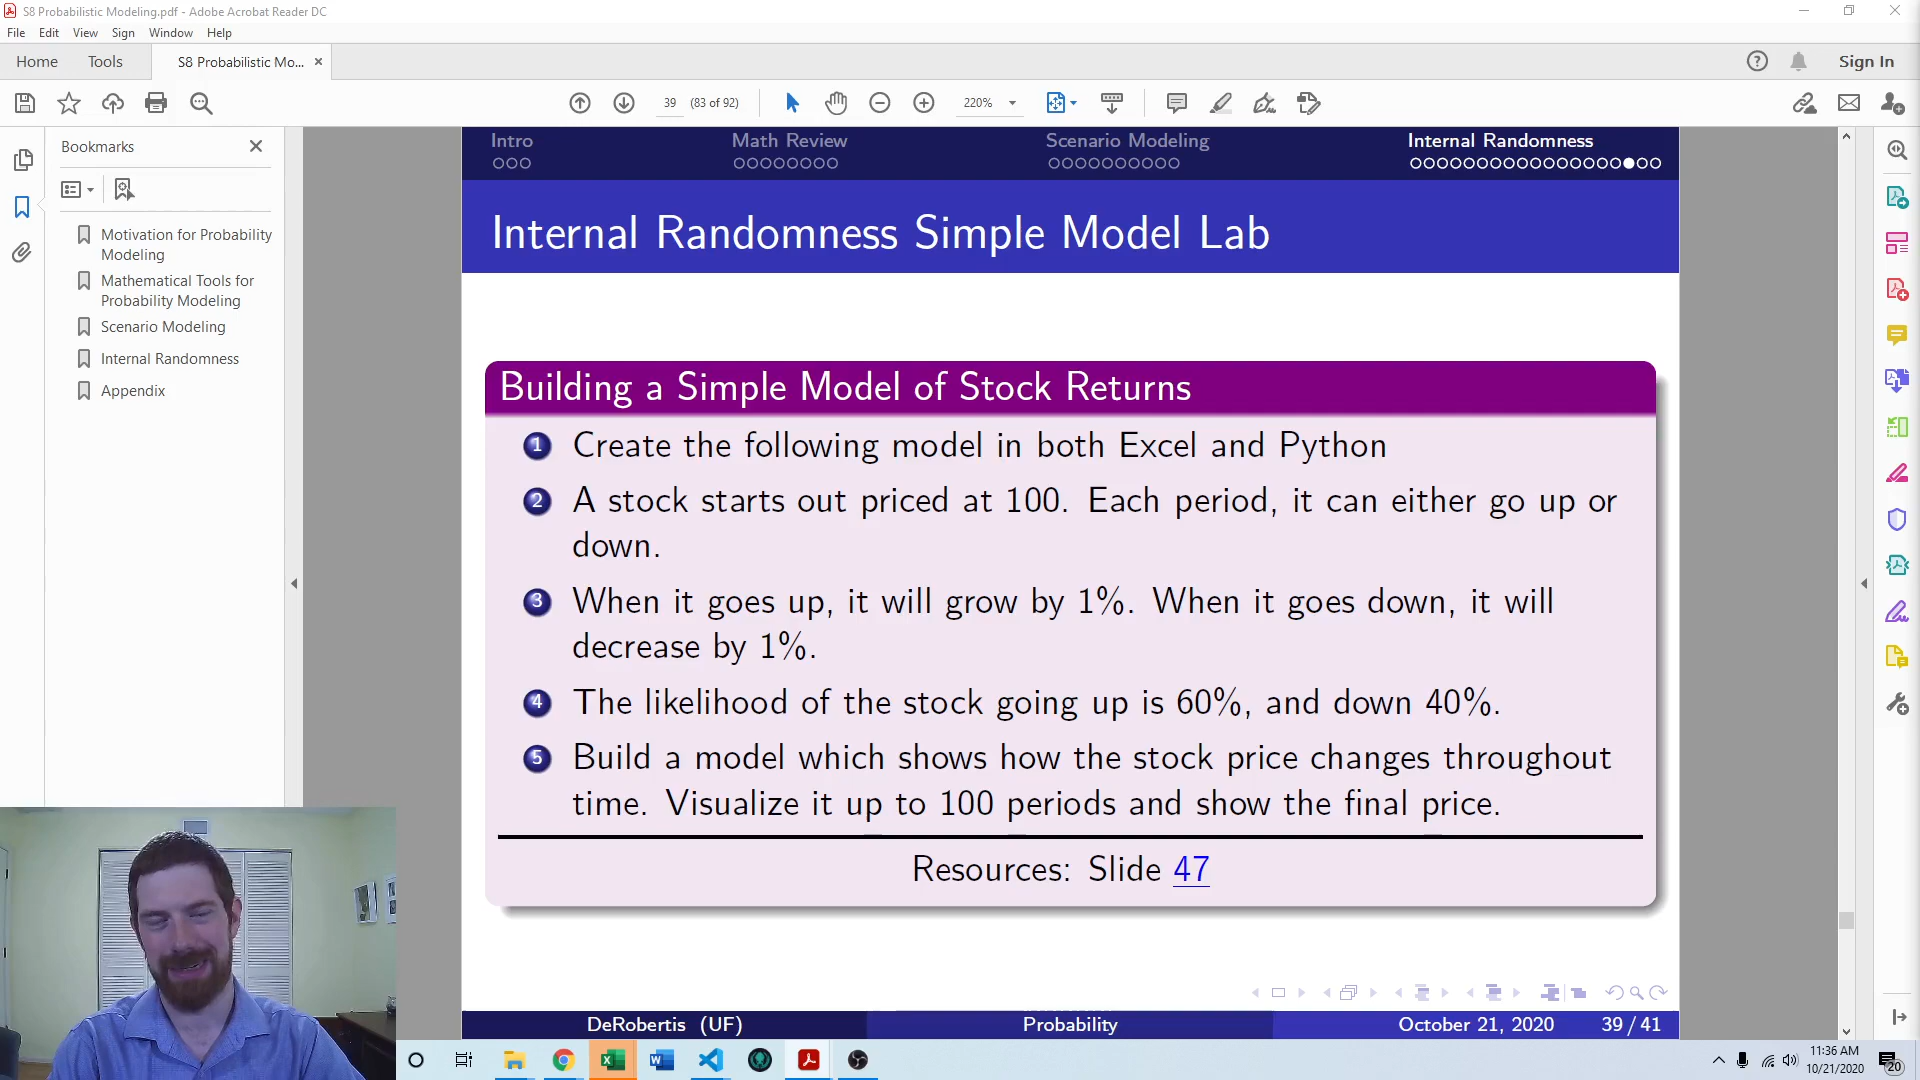 S8 Probabilistic Modeling.pdf - Adobe Acrobat Reader DC
File Edit View Sign Window Help
Home Tools S8 Probabilistic Mo... Sign In
39 (83 of 92) 220%
Bookmarks
Motivation for Probability
Modeling
Mathematical Tools for
Probability Modeling
Scenario Modeling
Internal Randomness
Appendix
Intro Math Review Scenario Modeling Internal Randomness
Internal Randomness Simple Model Lab
Building a Simple Model of Stock Returns
1 Create the following model in both Excel and Python
2 A stock starts out priced at 100. Each period, it can either go up or
down.
3 When it goes up, it will grow by 1%. When it goes down, it will
decrease by 1%.
4 The likelihood of the stock going up is 60%, and down 40%.
5 Build a model which shows how the stock price changes throughout
time. Visualize it up to 100 periods and show the final price.
Resources: Slide 47
DeRobertis (UF) Probability October 21, 2020 39 / 41
11:36 AM
10/21/2020
20